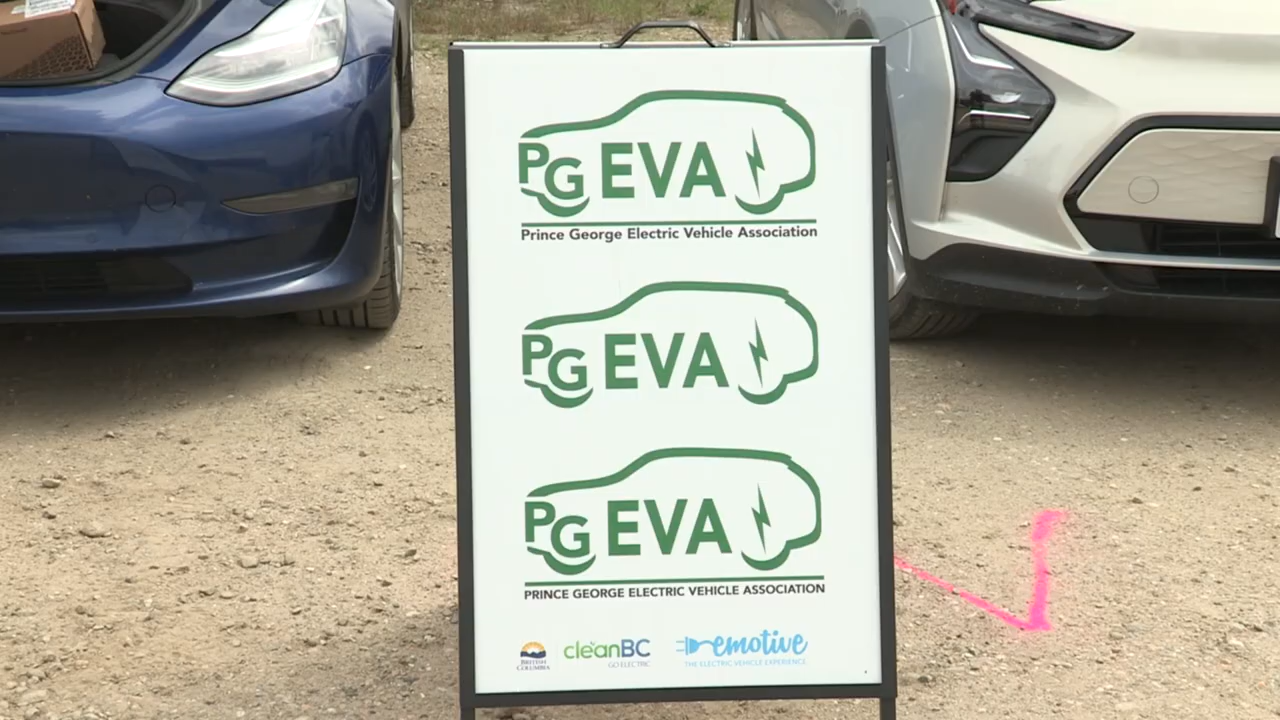 PG EVA
Prince George Electric Vehicle Association
PG EVA
PG EVA
PRINCE GEORGE ELECTRIC VEHICLE ASSOCIATION
BRITISH COLUMBIA
cleanBC
GO ELECTRIC
emotive
THE ELECTRIC VEHICLE EXPERIENCE